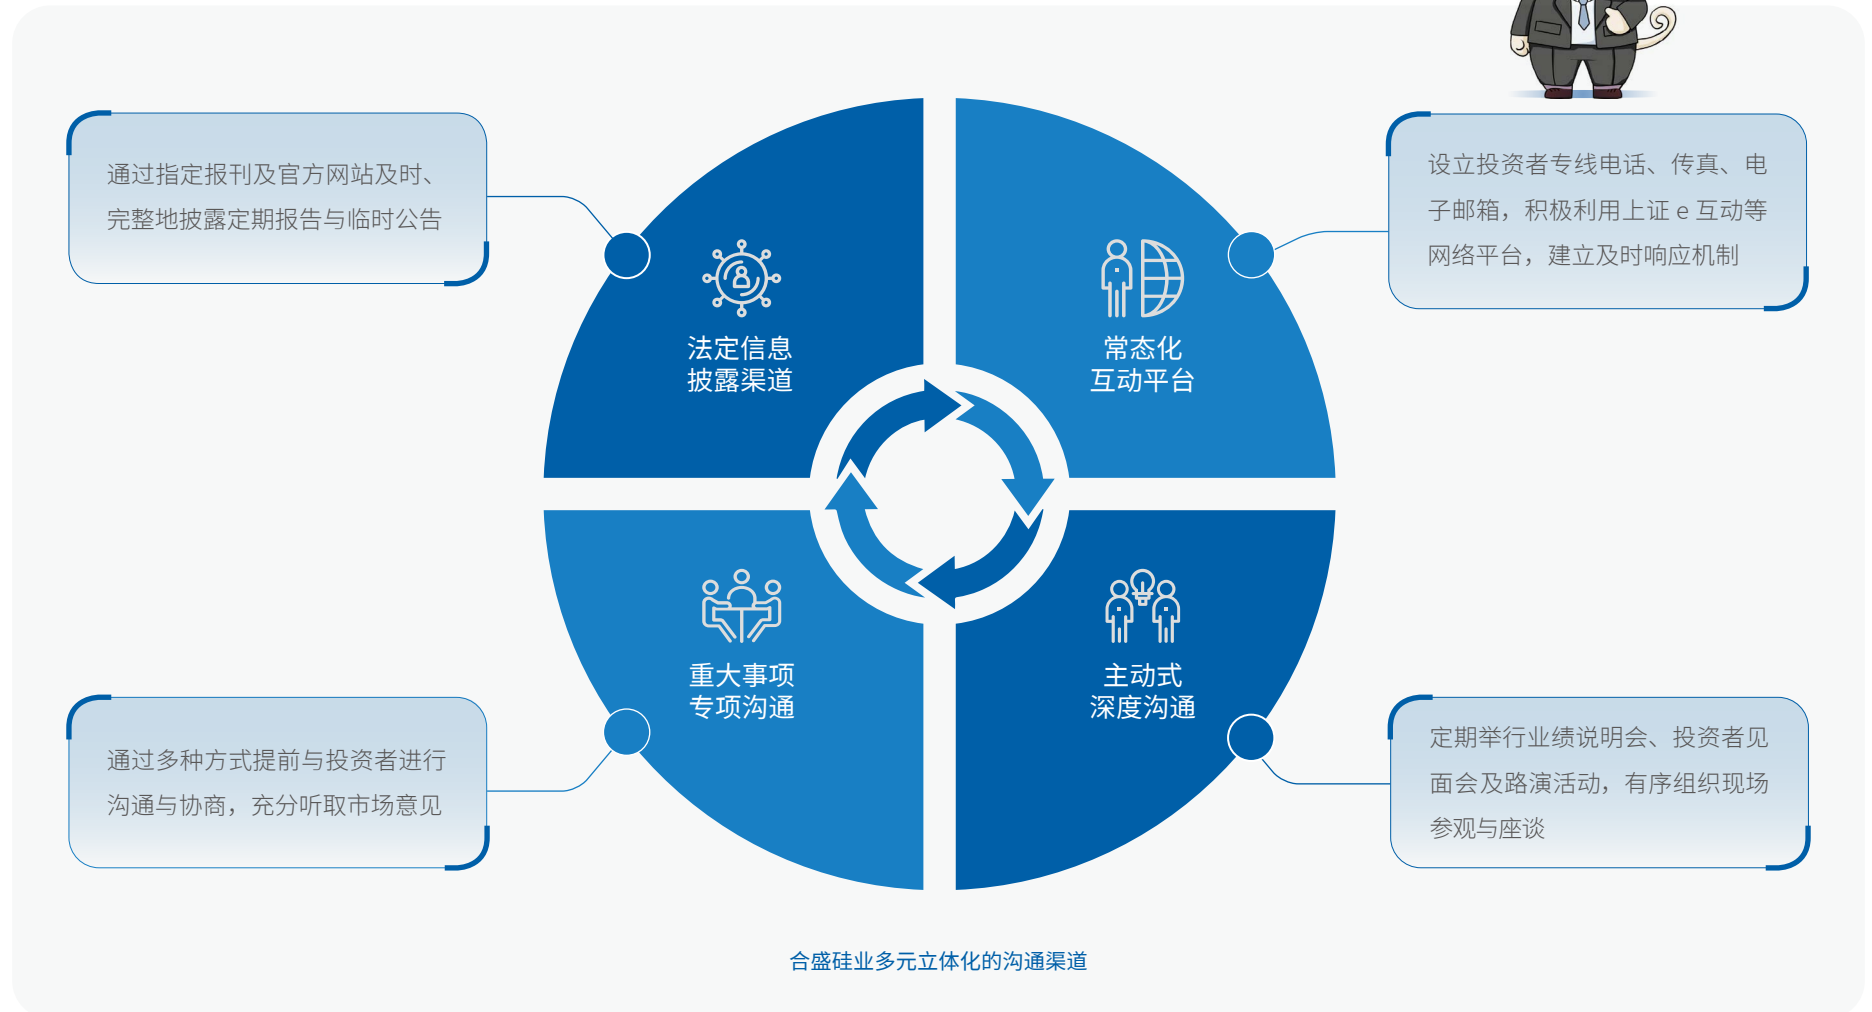 通过指定报刊及官方网站及时、
完整地披露定期报告与临时公告
法定信息
披露渠道
常态化
互动平台
设立投资者专线电话、传真、电
子邮箱，积极利用上证 e 互动等
网络平台，建立及时响应机制
通过多种方式提前与投资者进行
沟通与协商，充分听取市场意见
重大事项
专项沟通
主动式
深度沟通
定期举行业绩说明会、投资者见
面会及路演活动，有序组织现场
参观与座谈
合盛硅业多元立体化的沟通渠道